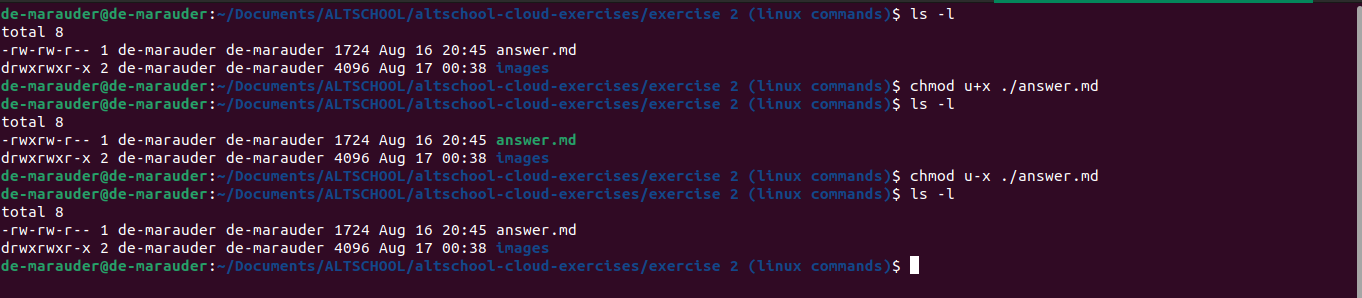 de-marauder@de-marauder:~/Documents/ALTSCHOOL/altschool-cloud-exercises/exercise 2 (linux commands)$ ls -l
total 8
-rw-rw-r-- 1 de-marauder de-marauder 1724 Aug 16 20:45 answer.md
drwxrwxr-x 2 de-marauder de-marauder 4096 Aug 17 00:38 images
de-marauder@de-marauder:~/Documents/ALTSCHOOL/altschool-cloud-exercises/exercise 2 (linux commands)$ chmod u+x ./answer.md
de-marauder@de-marauder:~/Documents/ALTSCHOOL/altschool-cloud-exercises/exercise 2 (linux commands)$ ls -l
total 8
-rwxrw-r-- 1 de-marauder de-marauder 1724 Aug 16 20:45 answer.md
drwxrwxr-x 2 de-marauder de-marauder 4096 Aug 17 00:38 images
de-marauder@de-marauder:~/Documents/ALTSCHOOL/altschool-cloud-exercises/exercise 2 (linux commands)$ chmod u-x ./answer.md
de-marauder@de-marauder:~/Documents/ALTSCHOOL/altschool-cloud-exercises/exercise 2 (linux commands)$ ls -l
total 8
-rw-rw-r-- 1 de-marauder de-marauder 1724 Aug 16 20:45 answer.md
drwxrwxr-x 2 de-marauder de-marauder 4096 Aug 17 00:38 images
de-marauder@de-marauder:~/Documents/ALTSCHOOL/altschool-cloud-exercises/exercise 2 (linux commands)$